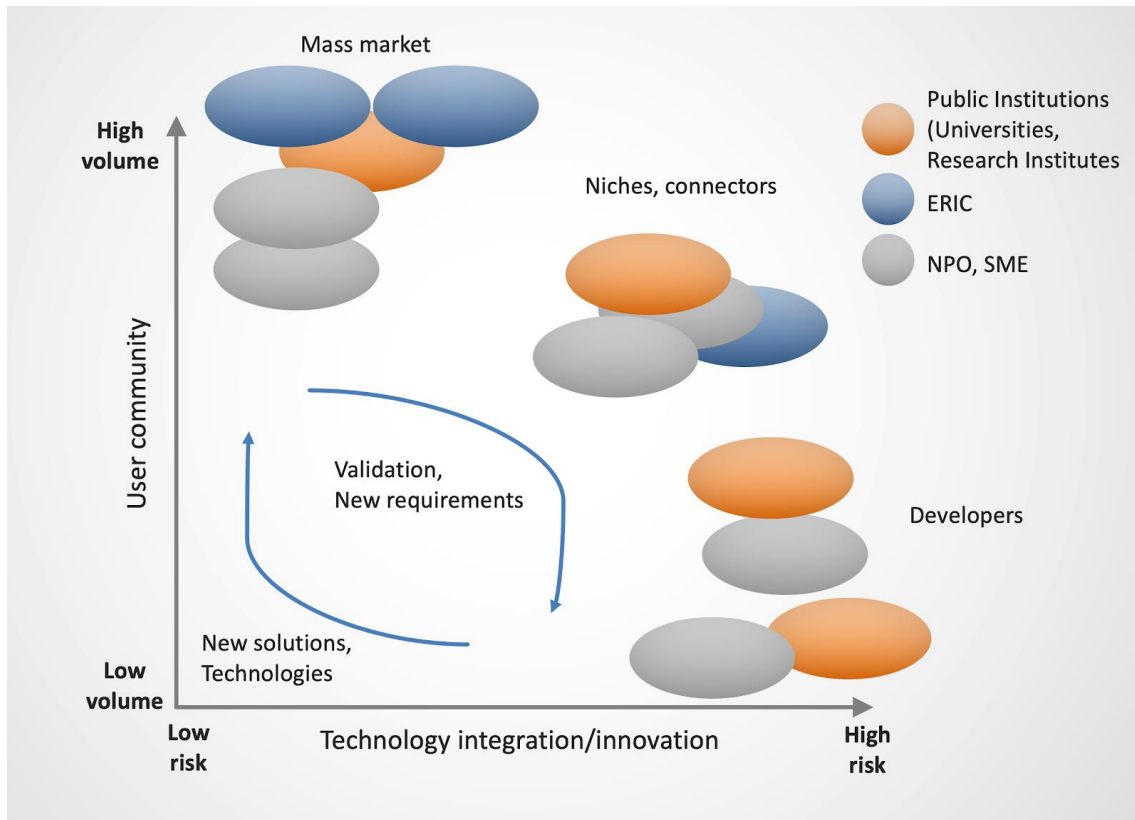 Mass market
High
volume
Public Institutions
(Universities,
Research Institutes
Niches, connectors
ERIC
NPO, SME
User community
Validation,
New requirements
Developers
New solutions,
Technologies
Low
volume
Low
risk
Technology integration/innovation
High
risk